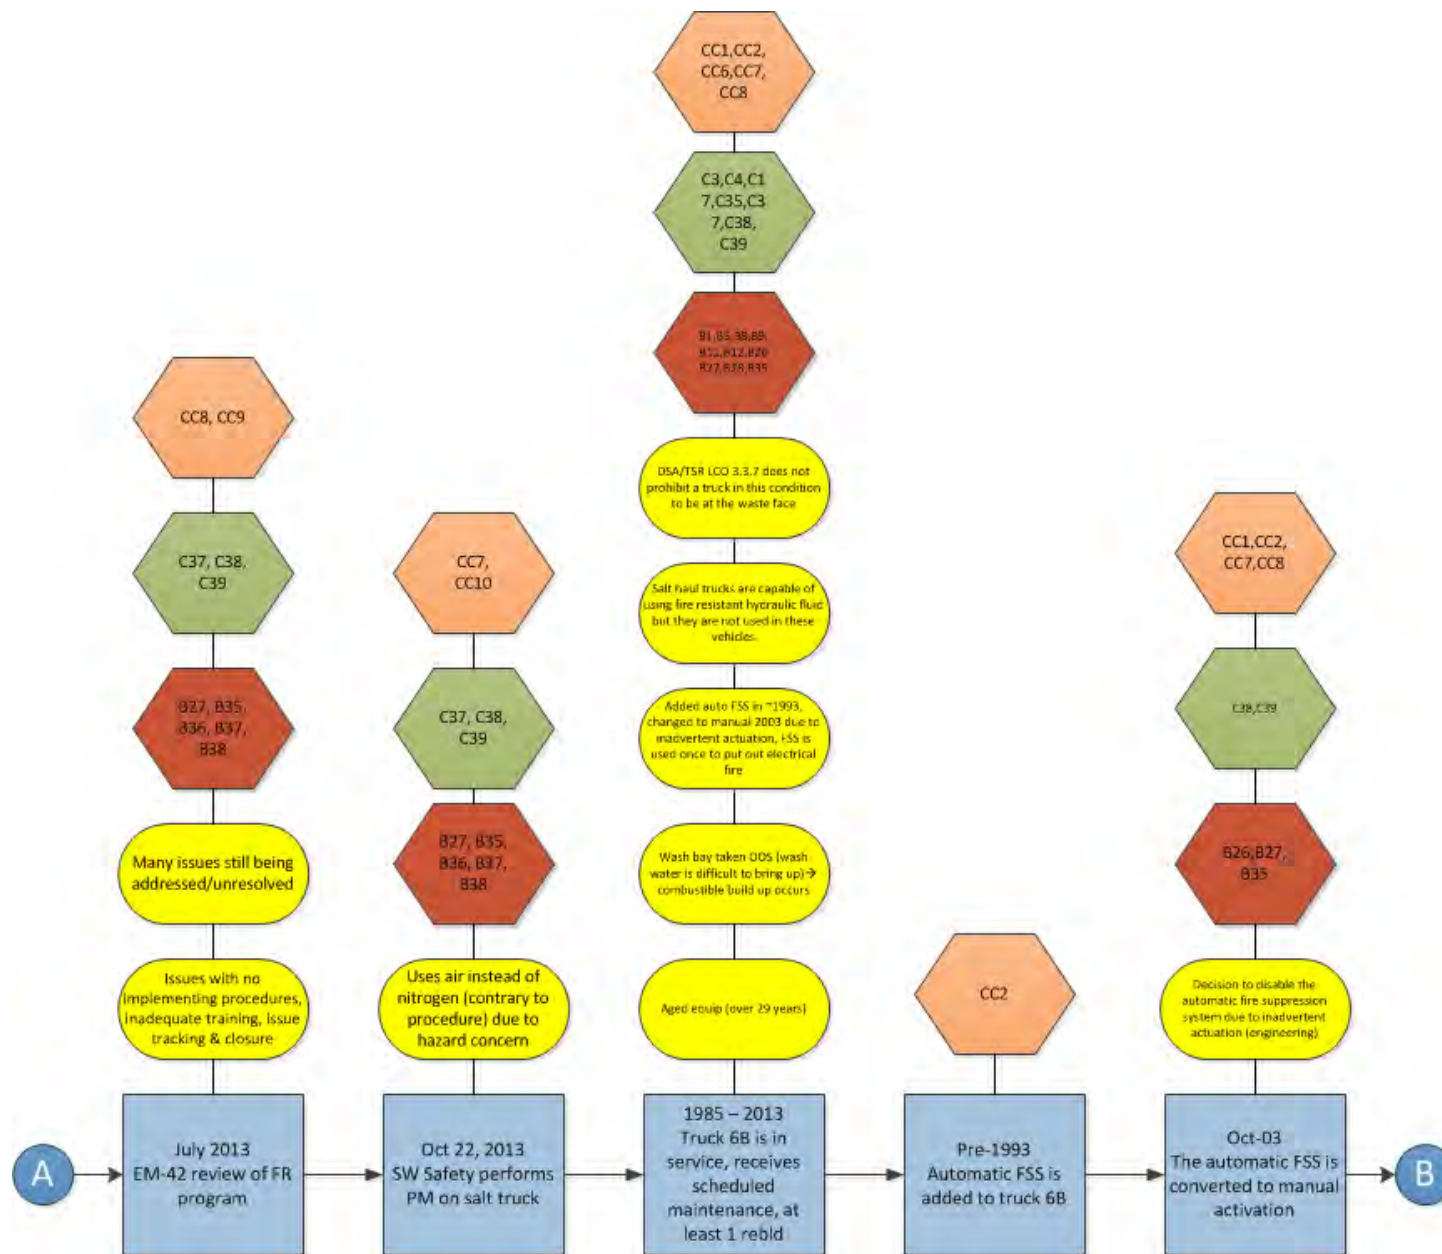 CC1,CC2,
CC6,CC7,
CC8
C3,C4,C1
7,C35,C3
7,C38,
C39
B27,B28,B35
DSA/TSR LCO 3.3.7 does not
prohibit a truck in this condition
to be at the waste face
Salt haul trucks are capable of
using fire resistant hydraulic fluid
but they are not used in these
vehicles.
Added auto FSS in ~1993,
changed to manual 2003 due to
inadvertent actuation, FSS is
used once to put out electrical
fire
Wash bay taken OOS (wash
water is difficult to bring up)→
combustible build up occurs
Aged equip (over 29 years)
CC8, CC9
C37, C38,
C39
B27, B35,
B36, B37,
B38
Many issues still being
addressed/unresolved
Issues with no
implementing procedures,
inadequate training, issue
tracking & closure
CC7,
CC10
C37, C38,
C39
B27, B35,
B36, B37,
B38
Uses air instead of
nitrogen (contrary to
procedure) due to
hazard concern
CC2
CC1,CC2,
CC7,CC8
C38,C39
B26,B27,
B35
Decision to disable the
automatic fire suppression
system due to inadvertent
actuation (engineering)
A
July 2013
EM-42 review of FR
program
Oct 22, 2013
SW Safety performs
PM on salt truck
1985 – 2013
Truck 6B is in
service, receives
scheduled
maintenance, at
least 1 rebld
Pre-1993
Automatic FSS is
added to truck 6B
Oct-03
The automatic FSS is
converted to manual
activation
B